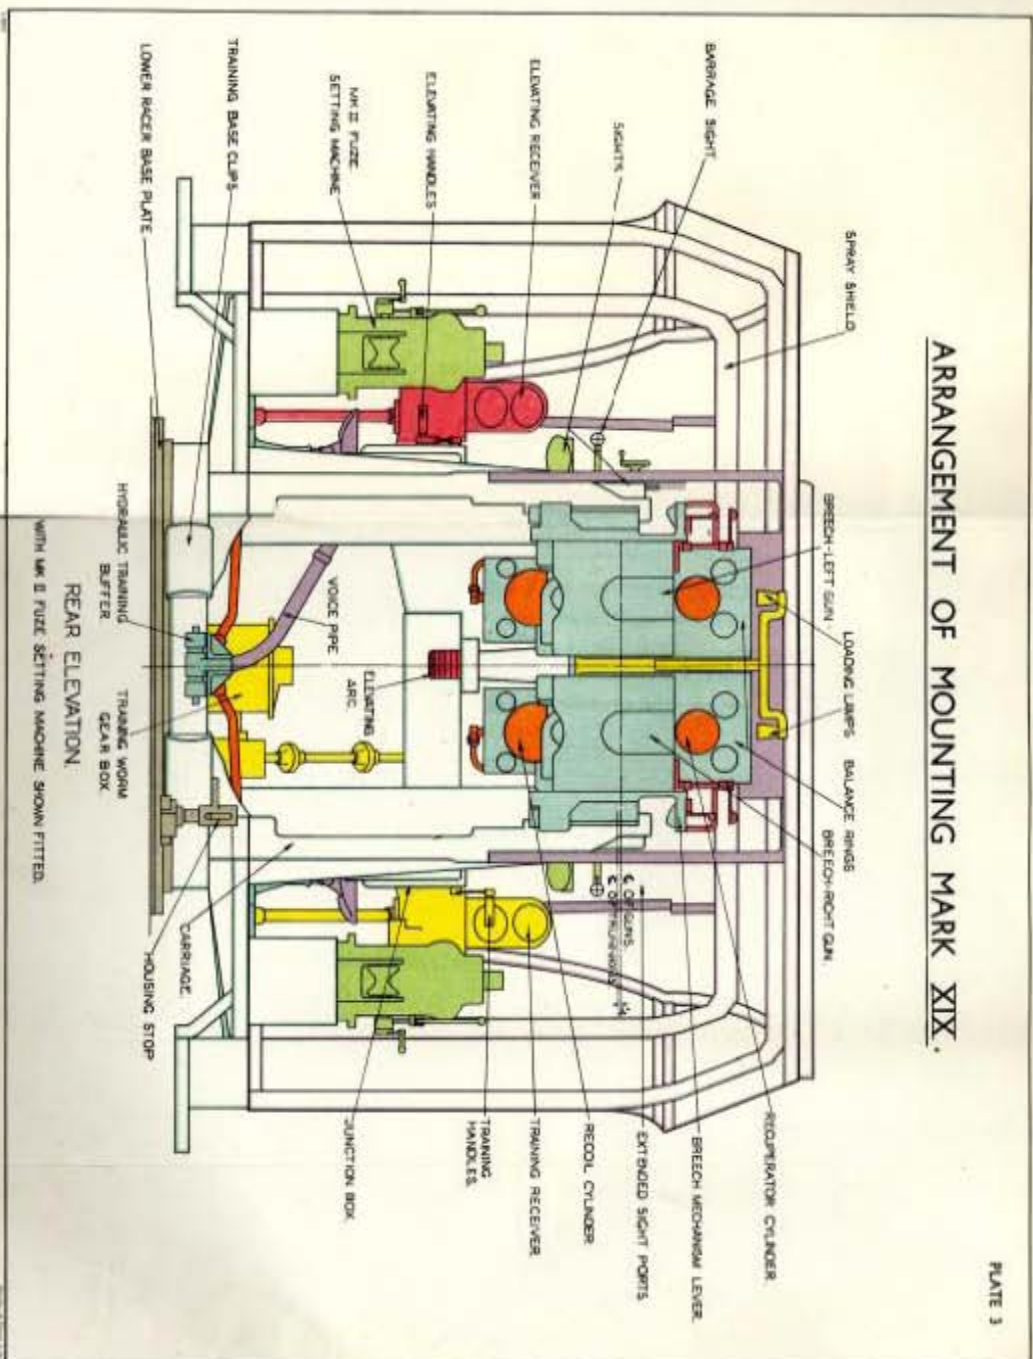 PLATE 3
ARRANGEMENT OF MOUNTING MARK XIX.
SPRAY SHIELD
BREECH-LEFT GUN.
LOADING LAMPS
BALANCE RINGS
BREECH-RIGHT GUN.
RECUPERATOR CYLINDER.
BARRAGE SIGHT.
SIGHTS.
ELEVATING RECEIVER
ELEVATING HANDLES
MK II FUZE
SETTING MACHINE
TRAINING BASE CLIPS
LOWER RACER BASE PLATE
BREECH MECHANISM LEVER.
EXTENDED SIGHT PORTS
RECOIL CYLINDER.
TRAINING RECEIVER.
TRAINING
HANDLES.
JUNCTION BOX.
℄ OF GUNS.
℄ OF TRUNNIONS
VOICE PIPE
ELEVATING
ARC.
HYDRAULIC TRAINING
BUFFER
TRAINING WORM
GEAR BOX.
CARRIAGE.
HOUSING STOP
REAR ELEVATION.
WITH MK II FUZE SETTING MACHINE SHOWN FITTED.